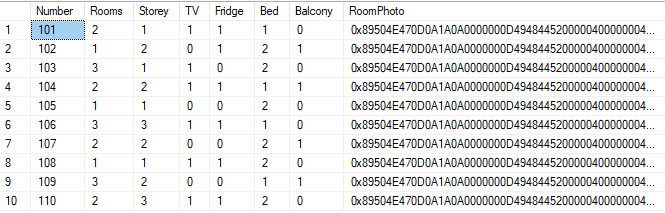 Number Rooms Storey TV Fridge Bed Balcony RoomPhoto
1 101 2 1 1 1 1 0 0x89504E470D0A1A0A0000000D4948445200000400000004...
2 102 1 2 0 1 2 1 0x89504E470D0A1A0A0000000D4948445200000400000004...
3 103 3 1 1 0 2 0 0x89504E470D0A1A0A0000000D4948445200000400000004...
4 104 2 2 1 1 1 1 0x89504E470D0A1A0A0000000D4948445200000400000004...
5 105 1 1 0 0 2 0 0x89504E470D0A1A0A0000000D4948445200000400000004...
6 106 3 3 1 1 1 0 0x89504E470D0A1A0A0000000D4948445200000400000004...
7 107 2 2 0 0 2 1 0x89504E470D0A1A0A0000000D4948445200000400000004...
8 108 1 1 1 1 2 0 0x89504E470D0A1A0A0000000D4948445200000400000004...
9 109 3 2 0 0 1 1 0x89504E470D0A1A0A0000000D4948445200000400000004...
10 110 2 3 1 1 2 0 0x89504E470D0A1A0A0000000D4948445200000400000004...